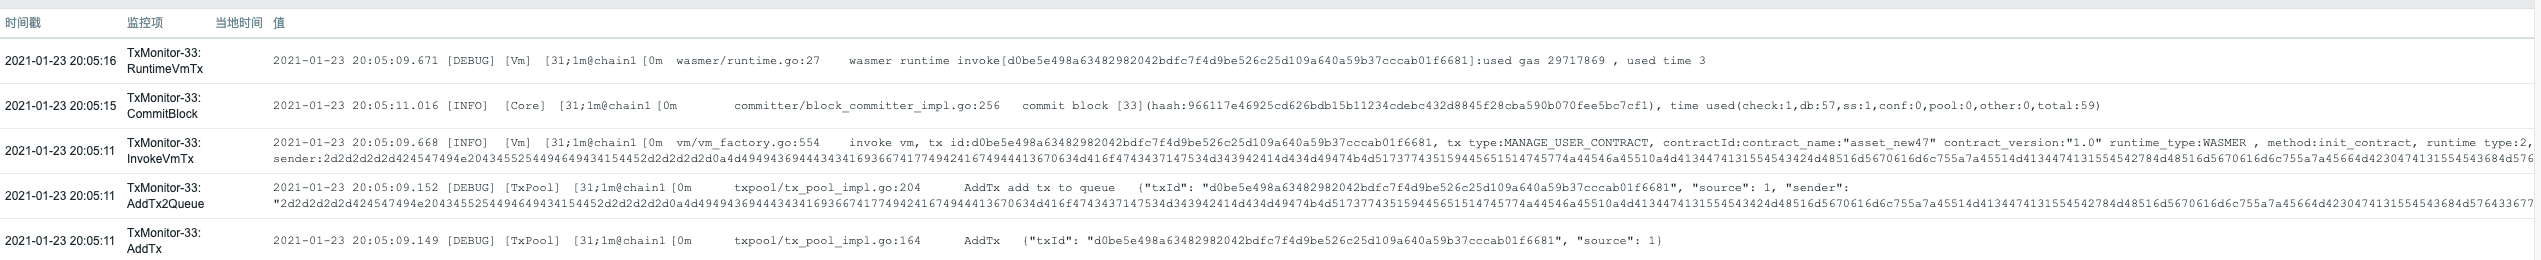 时间戳 监控项 当地时间 值
2021-01-23 20:05:16 TxMonitor-33: RuntimeVmTx 2021-01-23 20:05:09.671 [DEBUG] [Vm] [31;1m@chain1 [0m wasmer/runtime.go:27 wasmer runtime invoke[d0be5e498a63482982042bdfc7f4d9be526c25d109a640a59b37cccab01f6681]:used gas 29717869 , used time 3
2021-01-23 20:05:15 TxMonitor-33: CommitBlock 2021-01-23 20:05:11.016 [INFO] [Core] [31;1m@chain1 [0m committer/block_committer_impl.go:256 commit block [33](hash:966117e46925cd626bdb15b11234cdebc432d8845f28cba590b070fee5bc7cf1), time used(check:1,db:57,ss:1,conf:0,pool:0,other:0,total:59)
2021-01-23 20:05:11 TxMonitor-33: InvokeVmTx 2021-01-23 20:05:09.668 [INFO] [Vm] [31;1m@chain1 [0m vm/vm_factory.go:554 invoke vm, tx id:d0be5e498a63482982042bdfc7f4d9be526c25d109a640a59b37cccab01f6681, tx type:MANAGE_USER_CONTRACT, contractId:contract_name:"asset_new47" contract_version:"1.0" runtime_type:WASMER , method:init_contract, runtime type:2,
sender:
2021-01-23 20:05:11 TxMonitor-33: AddTx2Queue 2021-01-23 20:05:09.152 [DEBUG] [TxPool] [31;1m@chain1 [0m txpool/tx_pool_impl.go:204 AddTx add tx to queue {"txId": "d0be5e498a63482982042bdfc7f4d9be526c25d109a640a59b37cccab01f6681", "source": 1, "sender":
2021-01-23 20:05:11 TxMonitor-33: AddTx 2021-01-23 20:05:09.149 [DEBUG] [TxPool] [31;1m@chain1 [0m txpool/tx_pool_impl.go:164 AddTx {"txId": "d0be5e498a63482982042bdfc7f4d9be526c25d109a640a59b37cccab01f6681", "source": 1}